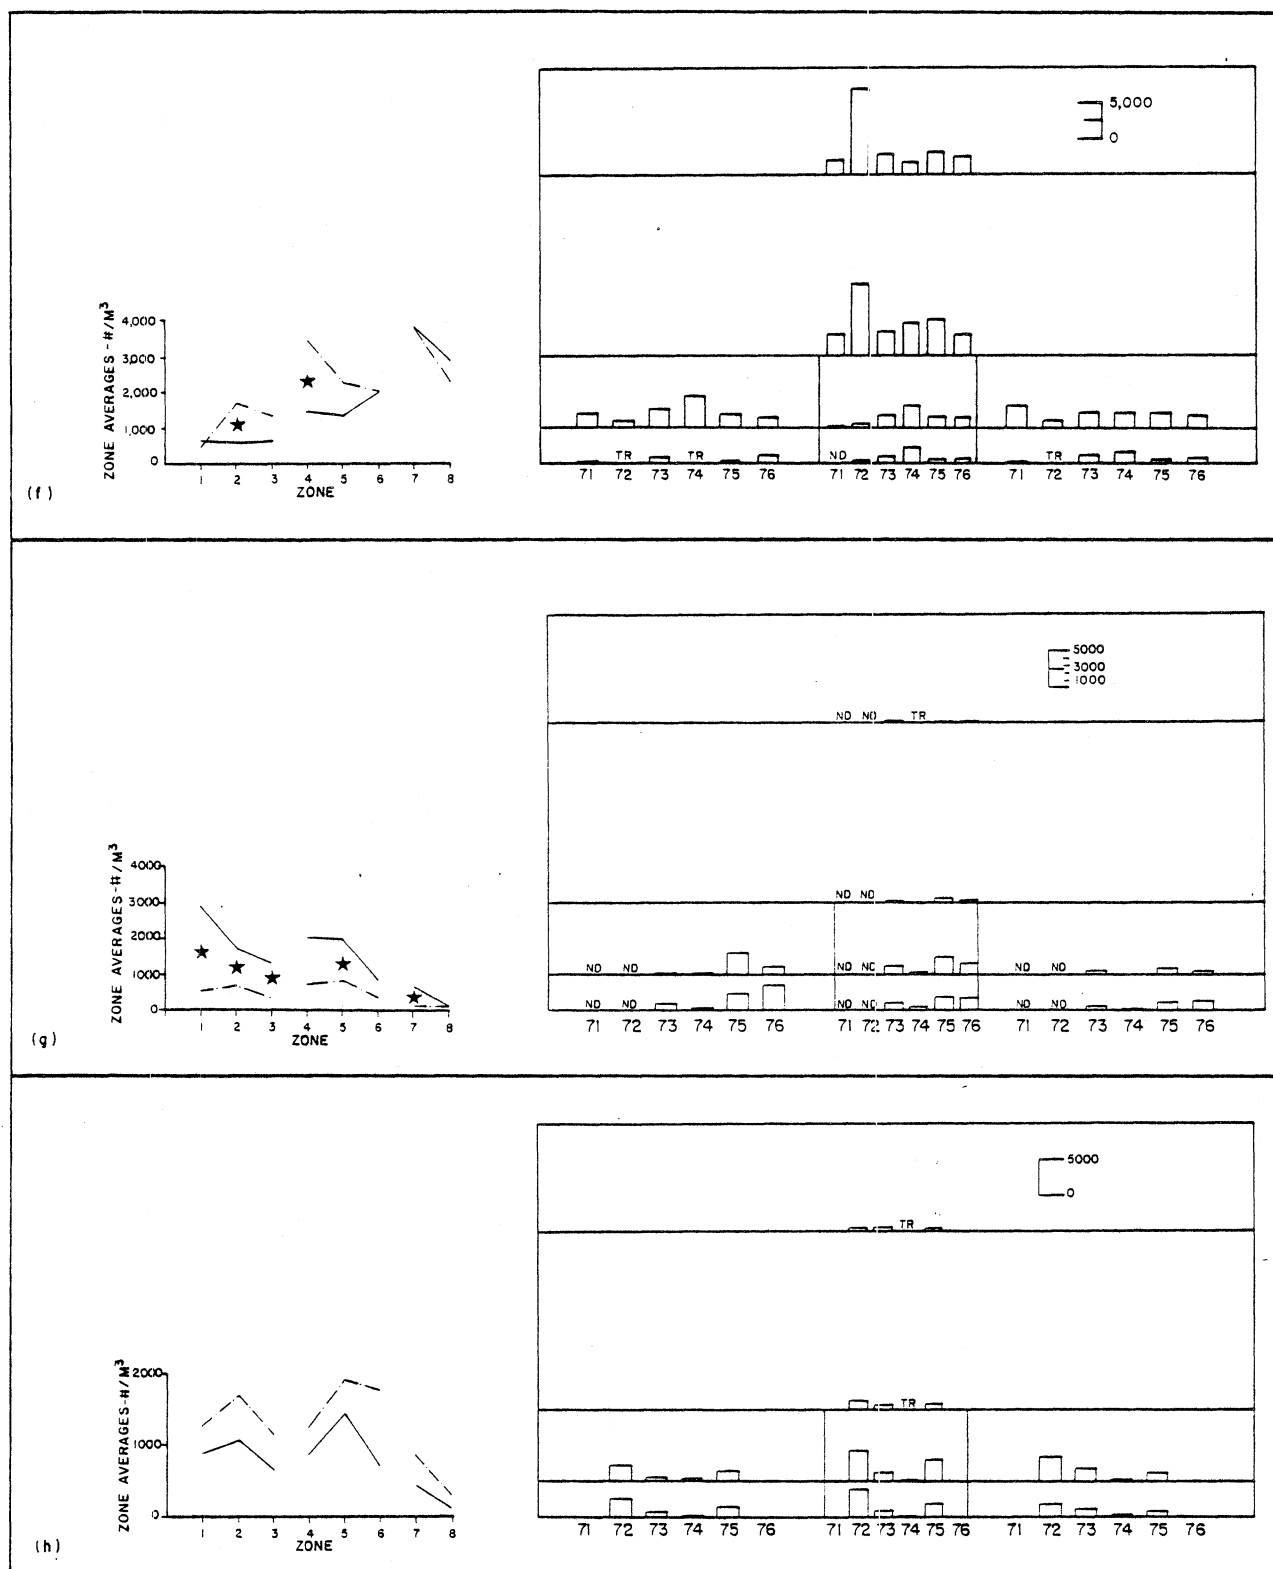 5,000
0
ZONE AVERAGES-#/M³
4,000
3,000
2,000
1,000
0
1 2 3 4 5 6 7 8
ZONE
TR TR ND TR
71 72 73 74 75 76 71 72 73 74 75 76 71 72 73 74 75 76
(f)
5000
3000
1000
ND ND TR
ZONE AVERAGES-#/M³
4000
3000
2000
1000
0
1 2 3 4 5 6 7 8
ZONE
ND ND
ND ND ND ND ND ND
ND ND ND ND ND ND
71 72 73 74 75 76 71 72 73 74 75 76 71 72 73 74 75 76
(g)
5000
0
TR
TR
ZONE AVERAGES-#/M³
2000
1000
0
1 2 3 4 5 6 7 8
ZONE
71 72 73 74 75 76 71 72 73 74 75 76 71 72 73 74 75 76
(h)